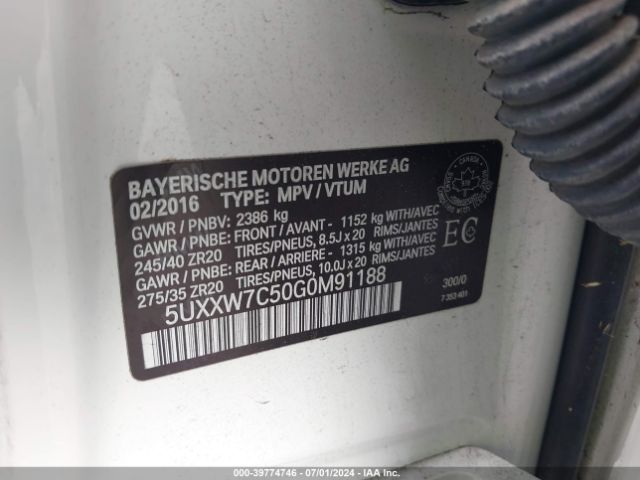 BAYERISCHE MOTOREN WERKE AG
02/2016 TYPE: MPV / VTUM
GVWR / PNBV: 2386 kg
GAWR / PNBE: FRONT / AVANT - 1152 kg WITH/AVEC
245/40 ZR20 TIRES/PNEUS, 8.5J x 20 RIMS/JANTES
GAWR / PNBE: REAR / ARRIERE - 1315 kg WITH/AVEC
275/35 ZR20 TIRES/PNEUS, 10.0J x 20 RIMS/JANTES
5UXXW7C50G0M91188
CANADA
EC
300/0
7 353 401
000-39774746 07/01/2024 - IAA Inc.